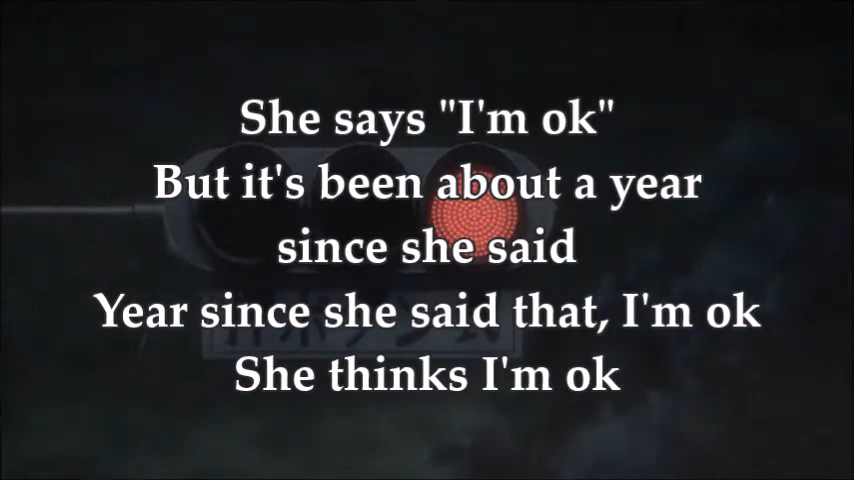 She says "I'm ok"
But it's been about a year
since she said
Year since she said that, I'm ok
She thinks I'm ok